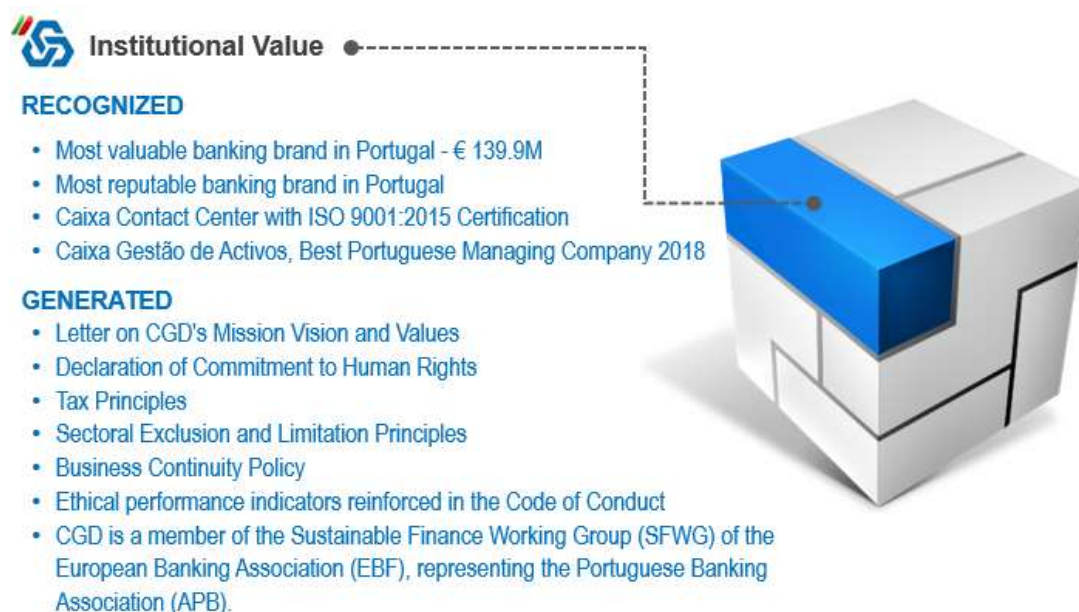 Institutional Value
RECOGNIZED
• Most valuable banking brand in Portugal - € 139.9M
• Most reputable banking brand in Portugal
• Caixa Contact Center with ISO 9001:2015 Certification
• Caixa Gestão de Activos, Best Portuguese Managing Company 2018
GENERATED
• Letter on CGD's Mission Vision and Values
• Declaration of Commitment to Human Rights
• Tax Principles
• Sectoral Exclusion and Limitation Principles
• Business Continuity Policy
• Ethical performance indicators reinforced in the Code of Conduct
• CGD is a member of the Sustainable Finance Working Group (SFWG) of the
European Banking Association (EBF), representing the Portuguese Banking
Association (APB).